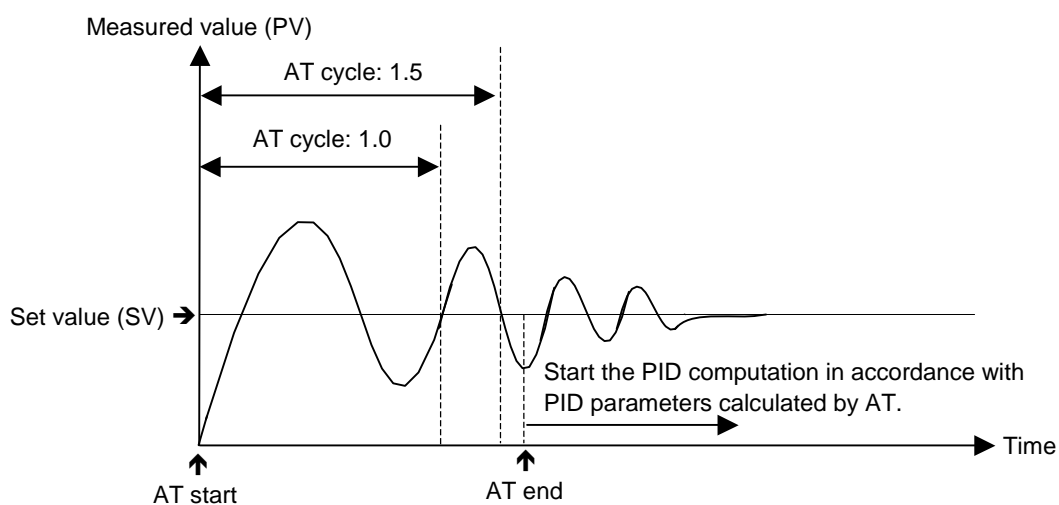 Measured value (PV)
AT cycle: 1.5
AT cycle: 1.0
Set value (SV)
Start the PID computation in accordance with
PID parameters calculated by AT.
Time
AT start
AT end